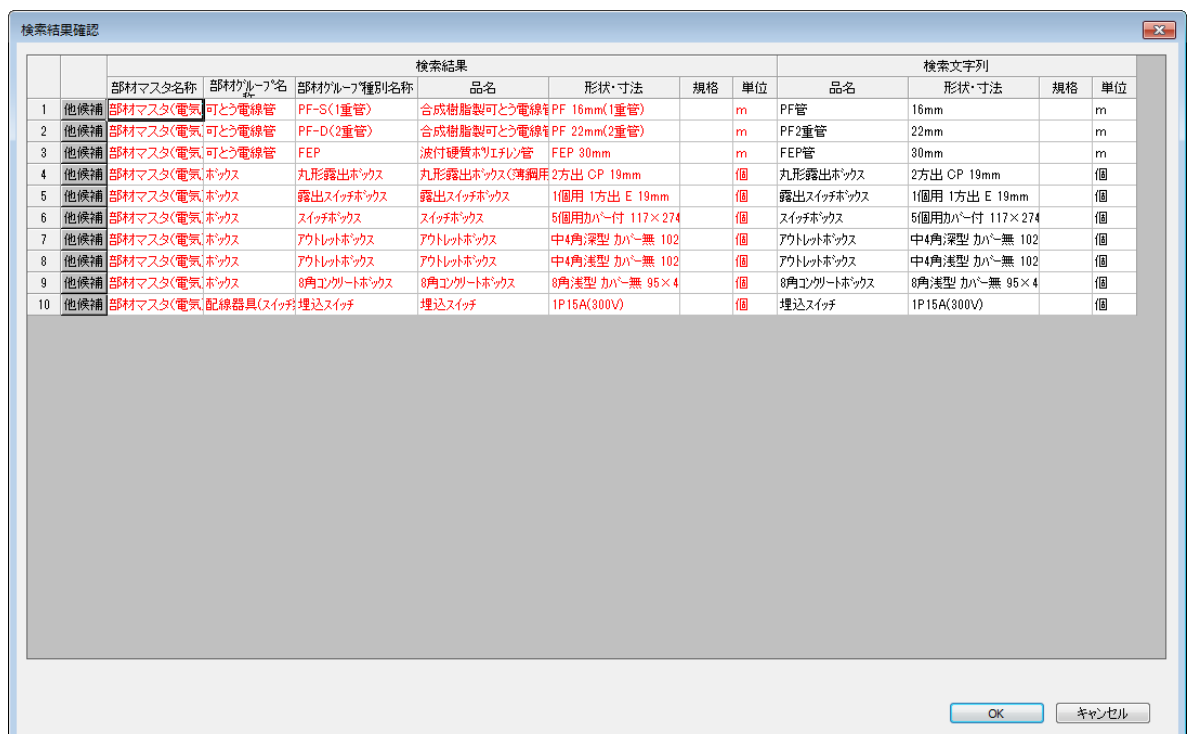 検索結果確認
検索結果 検索文字列
部材マスタ名称 部材ｸﾞﾙｰﾌﾟ名称 部材ｸﾞﾙｰﾌﾟ種別名称 品名 形状･寸法 規格 単位 品名 形状･寸法 規格 単位
1 他候補 部材マスタ(電気 可とう電線管 PF-S(1重管) 合成樹脂製可とう電線管 PF 16mm(1重管) m PF管 16mm m
2 他候補 部材マスタ(電気 可とう電線管 PF-D(2重管) 合成樹脂製可とう電線管 PF 22mm(2重管) m PF2重管 22mm m
3 他候補 部材マスタ(電気 可とう電線管 FEP 波付硬質ﾎﾟﾘｴﾁﾚﾝ管 FEP 30mm m FEP管 30mm m
4 他候補 部材マスタ(電気 ﾎﾞｯｸｽ 丸形露出ﾎﾞｯｸｽ 丸形露出ﾎﾞｯｸｽ(薄鋼用 2方出 CP 19mm 個 丸形露出ﾎﾞｯｸｽ 2方出 CP 19mm 個
5 他候補 部材マスタ(電気 ﾎﾞｯｸｽ 露出ｽｲｯﾁﾎﾞｯｸｽ 露出ｽｲｯﾁﾎﾞｯｸｽ 1個用 1方出 E 19mm 個 露出ｽｲｯﾁﾎﾞｯｸｽ 1個用 1方出 E 19mm 個
6 他候補 部材マスタ(電気 ﾎﾞｯｸｽ ｽｲｯﾁﾎﾞｯｸｽ ｽｲｯﾁﾎﾞｯｸｽ 5個用ｶﾊﾞｰ付 117×274 個 ｽｲｯﾁﾎﾞｯｸｽ 5個用ｶﾊﾞｰ付 117×274 個
7 他候補 部材マスタ(電気 ﾎﾞｯｸｽ ｱｳﾄﾚｯﾄﾎﾞｯｸｽ ｱｳﾄﾚｯﾄﾎﾞｯｸｽ 中4角深型 ｶﾊﾞｰ無 102 個 ｱｳﾄﾚｯﾄﾎﾞｯｸｽ 中4角深型 ｶﾊﾞｰ無 102 個
8 他候補 部材マスタ(電気 ﾎﾞｯｸｽ ｱｳﾄﾚｯﾄﾎﾞｯｸｽ ｱｳﾄﾚｯﾄﾎﾞｯｸｽ 中4角浅型 ｶﾊﾞｰ無 102 個 ｱｳﾄﾚｯﾄﾎﾞｯｸｽ 中4角浅型 ｶﾊﾞｰ無 102 個
9 他候補 部材マスタ(電気 ﾎﾞｯｸｽ 8角ｺﾝｸﾘｰﾄﾎﾞｯｸｽ 8角ｺﾝｸﾘｰﾄﾎﾞｯｸｽ 8角浅型 ｶﾊﾞｰ無 95×4 個 8角ｺﾝｸﾘｰﾄﾎﾞｯｸｽ 8角浅型 ｶﾊﾞｰ無 95×4 個
10 他候補 部材マスタ(電気 配線器具(ｽｲｯﾁ 埋込ｽｲｯﾁ 埋込ｽｲｯﾁ 1P15A(300V) 個 埋込ｽｲｯﾁ 1P15A(300V) 個
OK キャンセル